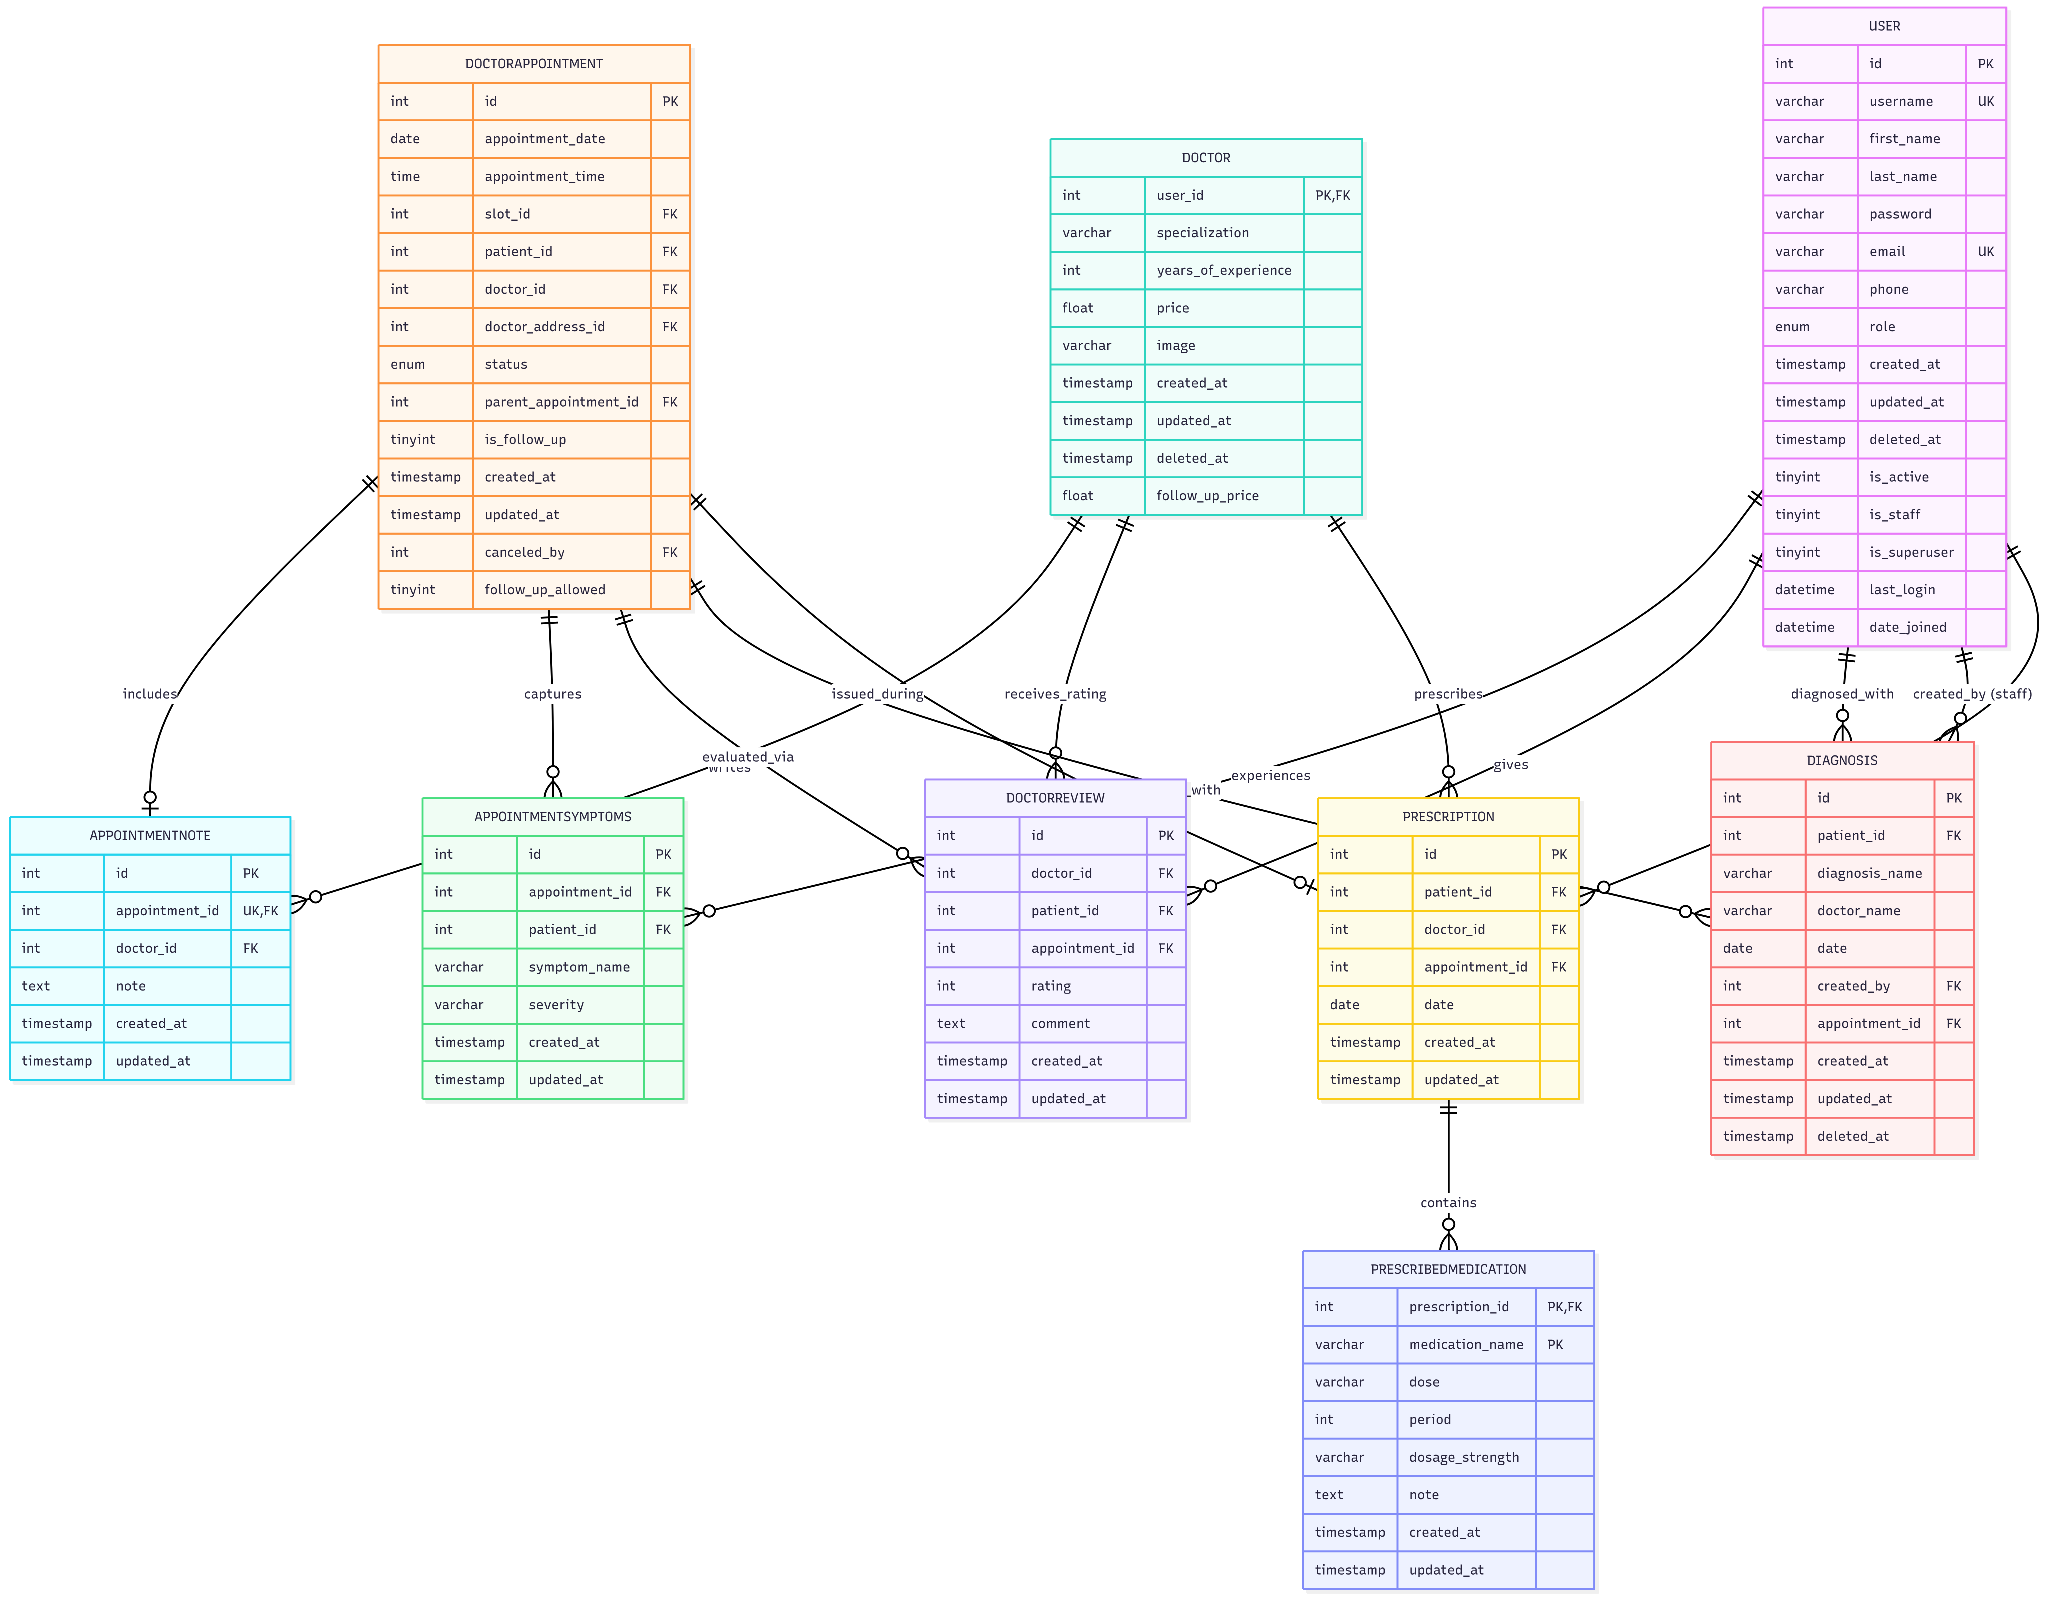 DOCTORAPPOINTMENT
int id PK
date appointment_date
time appointment_time
int slot_id FK
int patient_id FK
int doctor_id FK
int doctor_address_id FK
enum status
int parent_appointment_id FK
tinyint is_follow_up
timestamp created_at
timestamp updated_at
int canceled_by FK
tinyint follow_up_allowed
DOCTOR
int user_id PK,FK
varchar specialization
int years_of_experience
float price
varchar image
timestamp created_at
timestamp updated_at
timestamp deleted_at
float follow_up_price
USER
int id PK
varchar username UK
varchar first_name
varchar last_name
varchar password
varchar email UK
varchar phone
enum role
timestamp created_at
timestamp updated_at
timestamp deleted_at
tinyint is_active
tinyint is_staff
tinyint is_superuser
datetime last_login
datetime date_joined
includes
captures
issued_during
receives_rating
prescribes
diagnosed_with
created_by (staff)
evaluated_via
writes
experiences
_with
gives
APPOINTMENTNOTE
int id PK
int appointment_id UK,FK
int doctor_id FK
text note
timestamp created_at
timestamp updated_at
APPOINTMENTSYMPTOMS
int id PK
int appointment_id FK
int patient_id FK
varchar symptom_name
varchar severity
timestamp created_at
timestamp updated_at
DOCTORREVIEW
int id PK
int doctor_id FK
int patient_id FK
int appointment_id FK
int rating
text comment
timestamp created_at
timestamp updated_at
PRESCRIPTION
int id PK
int patient_id FK
int doctor_id FK
int appointment_id FK
date date
timestamp created_at
timestamp updated_at
DIAGNOSIS
int id PK
int patient_id FK
varchar diagnosis_name
varchar doctor_name
date date
int created_by FK
int appointment_id FK
timestamp created_at
timestamp updated_at
timestamp deleted_at
contains
PRESCRIBEDMEDICATION
int prescription_id PK,FK
varchar medication_name PK
varchar dose
int period
varchar dosage_strength
text note
timestamp created_at
timestamp updated_at